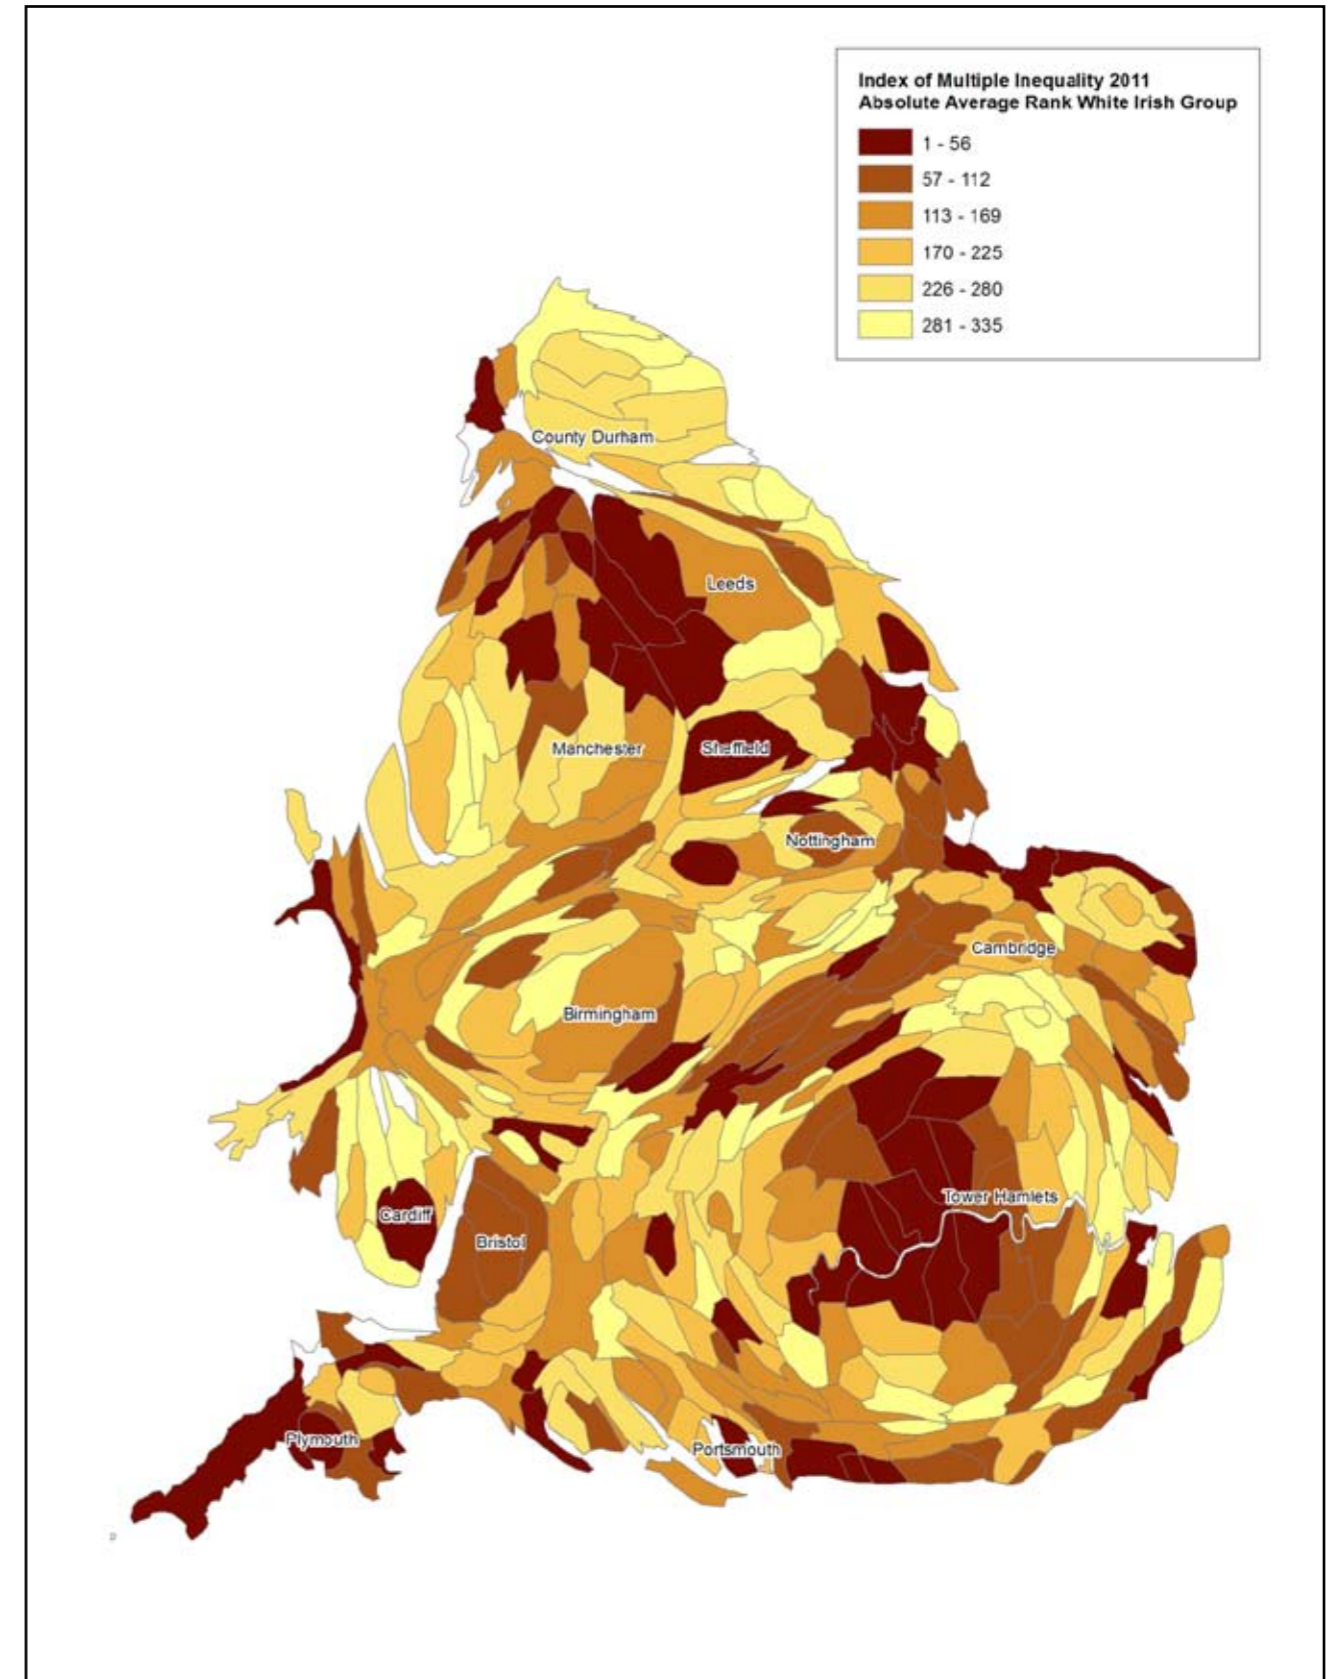 Index of Multiple Inequality 2011
Absolute Average Rank White Irish Group
1 - 56
57 - 112
113 - 169
170 - 225
226 - 280
281 - 335
County Durham
Leeds
Manchester
Sheffield
Nottingham
Cambridge
Birmingham
Tower Hamlets
Cardiff
Bristol
Plymouth
Portsmouth